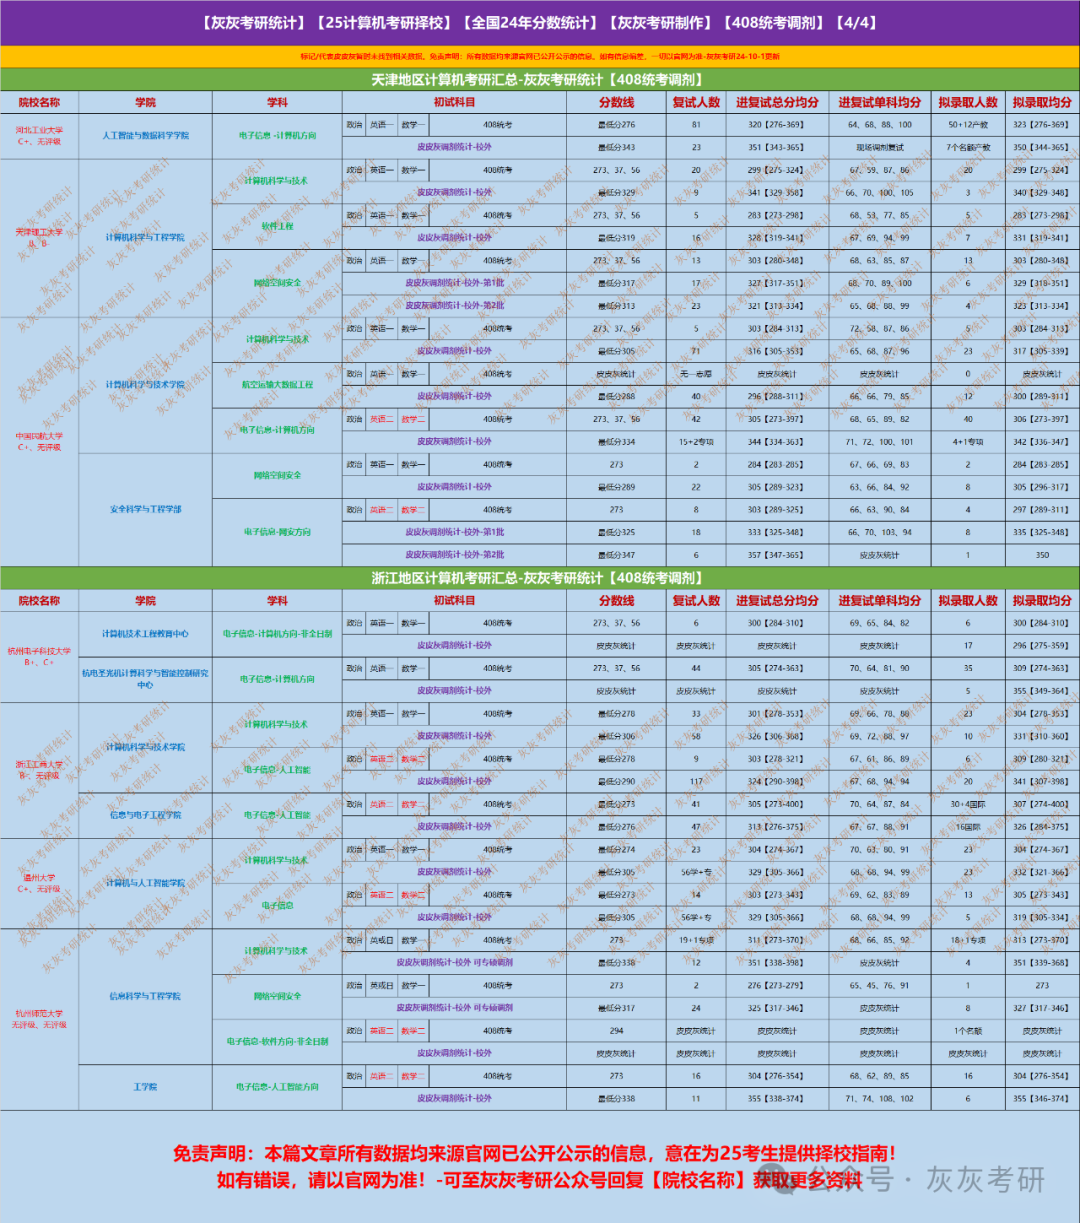 【灰灰考研统计】【25计算机考研择校】【全国24年分数统计】【灰灰考研制作】【408统考调剂】【4/4】
标记/代表皮皮灰暂时未找到相关数据。免责声明：所有数据均来源官网已公开公示的信息，如有信息偏差，一切以官网为准-灰灰考研24-10-1更新
天津地区计算机考研汇总-灰灰考研统计【408统考调剂】
院校名称 学院 学科 初试科目 分数线 复试人数 进复试总分均分 进复试单科均分 拟录取人数 拟录取均分
河北工业大学 C+、无评级 人工智能与数据科学学院 电子信息-计算机方向 政治 英语一 数学一 408统考 最低分276 81 320【276-369】 64、68、88、100 50+12产教 323【276-369】
皮皮灰调剂统计-校外 最低分343 23 351【343-365】 现场调剂复试 7个名额产教 350【344-365】
天津理工大学 B、B 计算机科学与工程学院 计算机科学与技术 政治 英语一 数学一 408统考 273、37、56 20 299【275-324】 67、59、87、86 20 299【275-324】
皮皮灰调剂统计-校外 最低分329 9 341【329-358】 66、70、100、105 3 340【329-348】
软件工程 政治 英语一 数学一 408统考 273、37、56 5 283【273-298】 68、53、77、85 5 283【273-298】
皮皮灰调剂统计-校外 最低分319 16 328【319-341】 67、69、94、99 7 331【319-341】
网络空间安全 政治 英语一 数学一 408统考 273、37、56 13 303【280-348】 68、63、85、87 13 303【280-348】
皮皮灰调剂统计-校外-第1批 最低分317 17 327【317-351】 68、70、89、100 6 329【318-351】
皮皮灰调剂统计-校外-第2批 最低分313 23 321【313-334】 65、68、88、99 4 323【313-334】
中国民航大学 C+、无评级 计算机科学与技术学院 计算机科学与技术 政治 英语一 数学一 408统考 273、37、56 5 303【284-313】 72、58、87、86 5 303【284-313】
皮皮灰调剂统计-校外 最低分305 71 316【305-353】 65、68、87、96 23 317【305-339】
航空运输大数据工程 政治 英语一 数学一 408统考 皮皮灰统计 无一志愿 皮皮灰统计 皮皮灰统计 0 皮皮灰统计
皮皮灰调剂统计-校外 最低分288 40 296【288-311】 66、66、79、85 12 300【289-311】
电子信息-计算机方向 政治 英语二 数学二 408统考 273、37、56 42 305【273-397】 68、65、89、82 40 306【273-397】
皮皮灰调剂统计-校外 最低分334 15+2专项 344【334-363】 71、72、100、101 4+1专项 342【336-347】
安全科学与工程学部 网络空间安全 政治 英语一 数学一 408统考 273 2 284【283-285】 67、66、69、83 2 284【283-285】
皮皮灰调剂统计-校外 最低分289 22 305【289-323】 63、66、84、92 8 305【296-317】
电子信息-网安方向 政治 英语二 数学二 408统考 273 8 303【289-325】 66、63、90、84 4 297【289-311】
皮皮灰调剂统计-校外-第1批 最低分325 18 333【325-348】 66、70、103、94 8 335【325-348】
皮皮灰调剂统计-校外-第2批 最低分347 6 357【347-365】 皮皮灰统计 1 350
浙江地区计算机考研汇总-灰灰考研统计【408统考调剂】
院校名称 学院 学科 初试科目 分数线 复试人数 进复试总分均分 进复试单科均分 拟录取人数 拟录取均分
杭州电子科技大学 B+、C+ 计算机技术工程教育中心 电子信息-计算机方向-非全日制 政治 英语一 数学一 408统考 273、37、56 6 300【284-310】 69、65、84、82 6 300【284-310】
皮皮灰调剂统计-校外 皮皮灰统计 皮皮灰统计 皮皮灰统计 皮皮灰统计 17 296【275-359】
杭电圣光机计算科学与智能控制研究中心 电子信息-计算机方向 政治 英语一 数学一 408统考 273、37、56 44 305【274-363】 70、64、81、90 35 309【274-363】
皮皮灰调剂统计-校外 皮皮灰统计 皮皮灰统计 皮皮灰统计 皮皮灰统计 5 355【349-364】
浙江工商大学 B-、无评级 计算机科学与技术学院 计算机科学与技术 政治 英语一 数学一 408统考 最低分278 33 301【278-353】 69、66、78、88 23 304【278-353】
皮皮灰调剂统计-校外 最低分306 58 326【306-368】 69、72、88、97 10 331【310-360】
电子信息-人工智能 政治 英语二 数学二 408统考 最低分278 9 303【278-321】 67、61、86、89 6 309【280-321】
皮皮灰调剂统计-校外 最低分290 117 324【290-398】 67、68、94、94 20 341【307-398】
信息与电子工程学院 电子信息-人工智能 政治 英语二 数学二 408统考 最低分273 41 305【273-400】 70、64、87、84 30+4国际 307【274-400】
皮皮灰调剂统计-校外 最低分276 47 313【276-375】 67、67、88、91 16国际 326【284-375】
温州大学 C+、无评级 计算机与人工智能学院 计算机科学与技术 政治 英语一 数学一 408统考 最低分274 23 304【274-367】 70、63、80、91 23 304【274-367】
皮皮灰调剂统计-校外 最低分305 56学+专 329【305-366】 68、68、94、99 23 332【321-366】
电子信息 政治 英语二 数学二 408统考 最低分273 14 303【273-343】 69、62、83、89 13 305【273-343】
皮皮灰调剂统计-校外 最低分305 56学+专 329【305-366】 68、68、94、99 5 319【305-334】
杭州师范大学 无评级、无评级 信息科学与工程学院 计算机科学与技术 政治 英或日 数学一 408统考 273 19+1专项 311【273-370】 68、66、85、92 18+1专项 313【273-370】
皮皮灰调剂统计-校外 可专硕调剂 最低分338 12 351【338-398】 皮皮灰统计 4 351【339-368】
网络空间安全 政治 英或日 数学一 408统考 273 2 276【273-279】 65、45、76、91 1 273
皮皮灰调剂统计-校外 可专硕调剂 最低分317 24 325【317-346】 皮皮灰统计 8 327【317-346】
电子信息-软件方向-非全日制 政治 英语二 数学二 408统考 294 皮皮灰统计 皮皮灰统计 皮皮灰统计 1个名额 皮皮灰统计
皮皮灰调剂统计-校外 皮皮灰统计 皮皮灰统计 皮皮灰统计 皮皮灰统计 皮皮灰统计 皮皮灰统计
工学院 电子信息-人工智能方向 政治 英语二 数学二 408统考 273 16 304【276-354】 68、62、89、85 16 304【276-354】
皮皮灰调剂统计-校外 最低分338 11 355【338-374】 71、74、108、102 6 355【346-374】
免责声明：本篇文章所有数据均来源官网已公开公示的信息，意在为25考生提供择校指南！
如有错误，请以官网为准！-可至灰灰考研公众号回复【院校名称】获取更多资料
公众号·灰灰考研